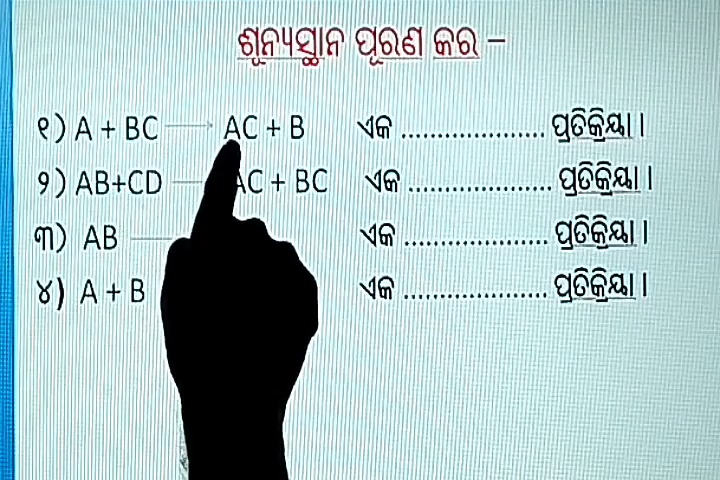 ଶୂନ୍ୟସ୍ଥାନ ପୂରଣ କର –
୧) A + BC → AC + B ଏକ .................... ପ୍ରତିକ୍ରିୟା ।
୨) AB+CD AC + BC ଏକ .................... ପ୍ରତିକ୍ରିୟା ।
୩) AB ଏକ .................... ପ୍ରତିକ୍ରିୟା ।
୪) A + B ଏକ .................... ପ୍ରତିକ୍ରିୟା ।